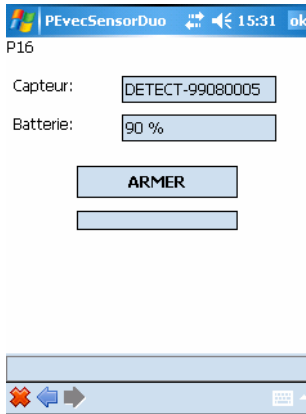 PEvecSensorDuo 15:31 ok
P16
Capteur: DETECT-99080005
Batterie: 90 %
ARMER